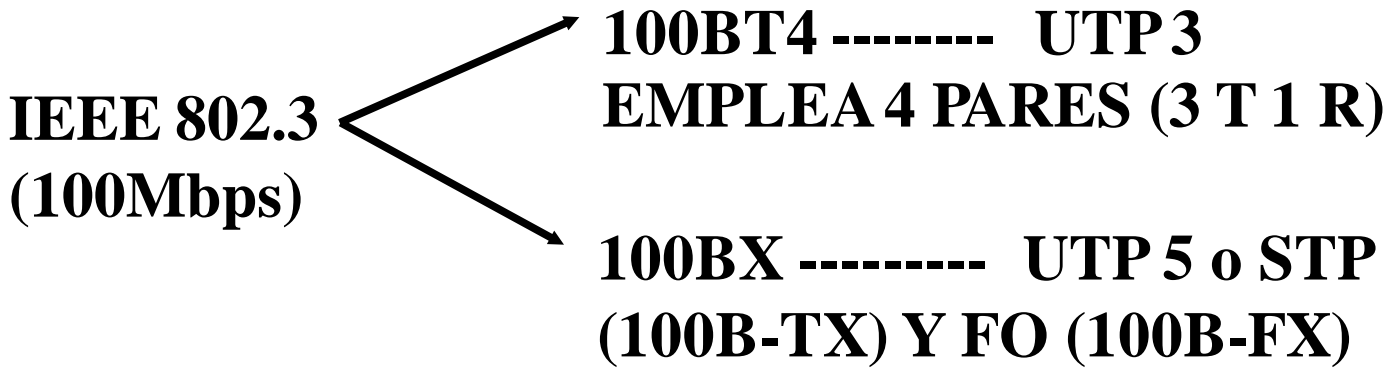 IEEE 802.3
(100Mbps)
100BT4 -------- UTP 3
EMPLEA 4 PARES (3 T 1 R)
100BX --------- UTP 5 o STP
(100B-TX) Y FO (100B-FX)